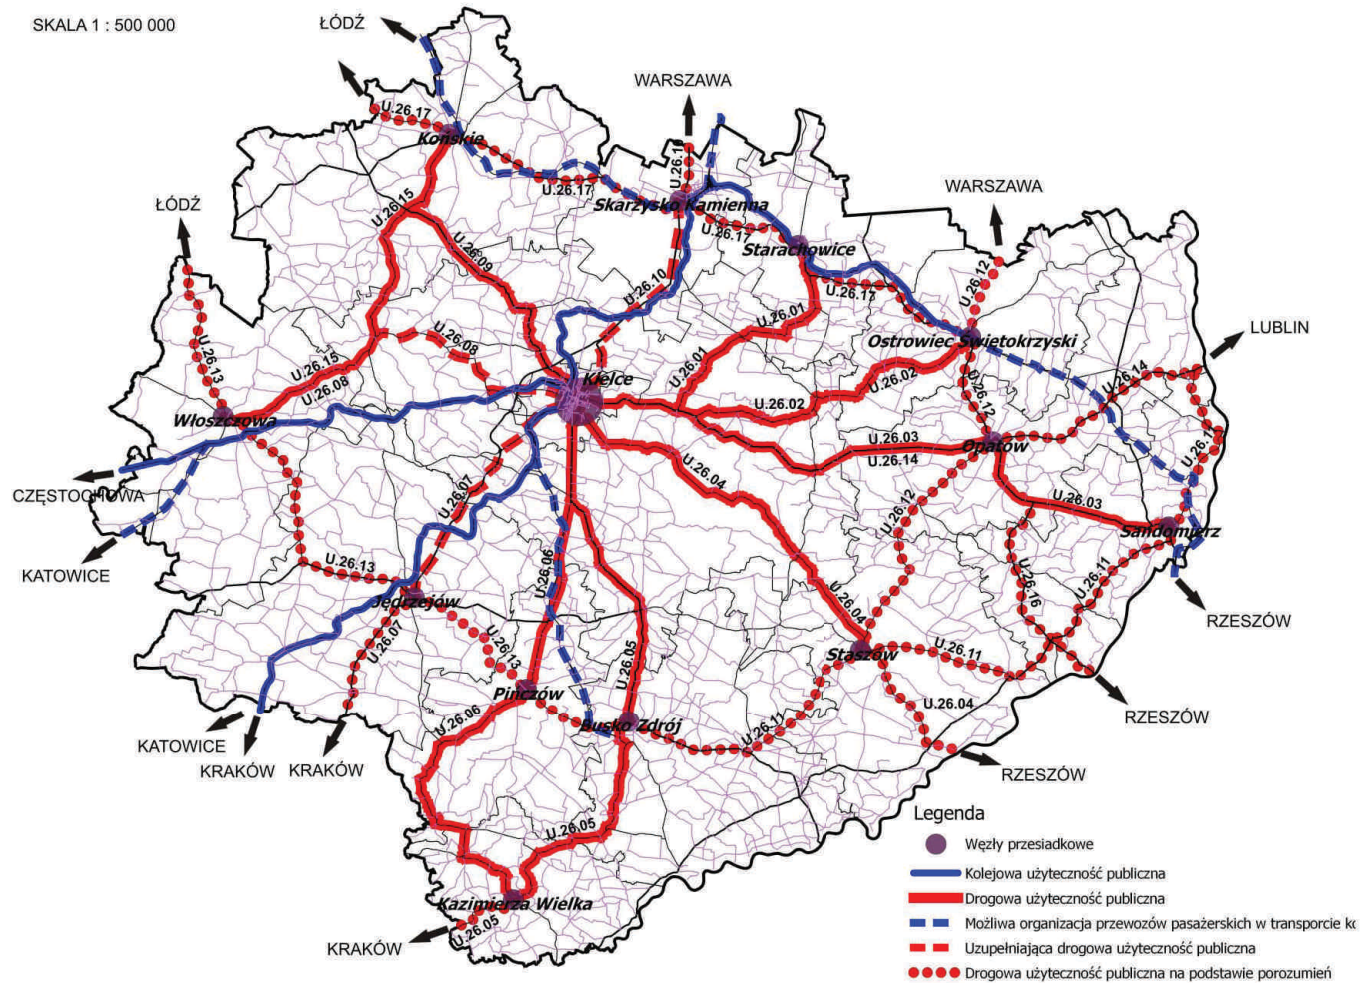 SKALA 1 : 500 000
ŁÓDŹ
WARSZAWA
U.26.17
Końskie
U.26.16
U.26.17
WARSZAWA
ŁÓDŹ
U.26.15
Skarżysko Kamienna
U.26.17
Starachowice
U.26.09
U.26.10
U.26.12
U.26.17
U.26.01
LUBLIN
U.26.08
Ostrowiec Świętokrzyski
U.26.13
U.26.15
U.26.08
U.26.01
Kielce
U.26.02
U.26.02
U.26.14
U.26.12
Włoszczowa
U.26.03
U.26.14
Opatów
U.26.04
CZĘSTOCHOWA
U.26.07
U.26.12
U.26.03
Sandomierz
KATOWICE
U.26.13
U.26.06
Jędrzejów
U.26.04
U.26.16
U.26.11
RZESZÓW
U.26.07
U.26.13
U.26.05
Staszów
U.26.11
Pińczów
U.26.04
RZESZÓW
U.26.06
Busko Zdrój
U.26.11
KATOWICE
KRAKÓW
KRAKÓW
RZESZÓW
U.26.05
Kazimierza Wielka
U.26.05
KRAKÓW
Legenda
Węzły przesiadkowe
Kolejowa użyteczność publiczna
Drogowa użyteczność publiczna
Możliwa organizacja przewozów pasażerskich w transporcie
Uzupełniająca drogowa użyteczność publiczna
Drogowa użyteczność publiczna na podstawie porozumień